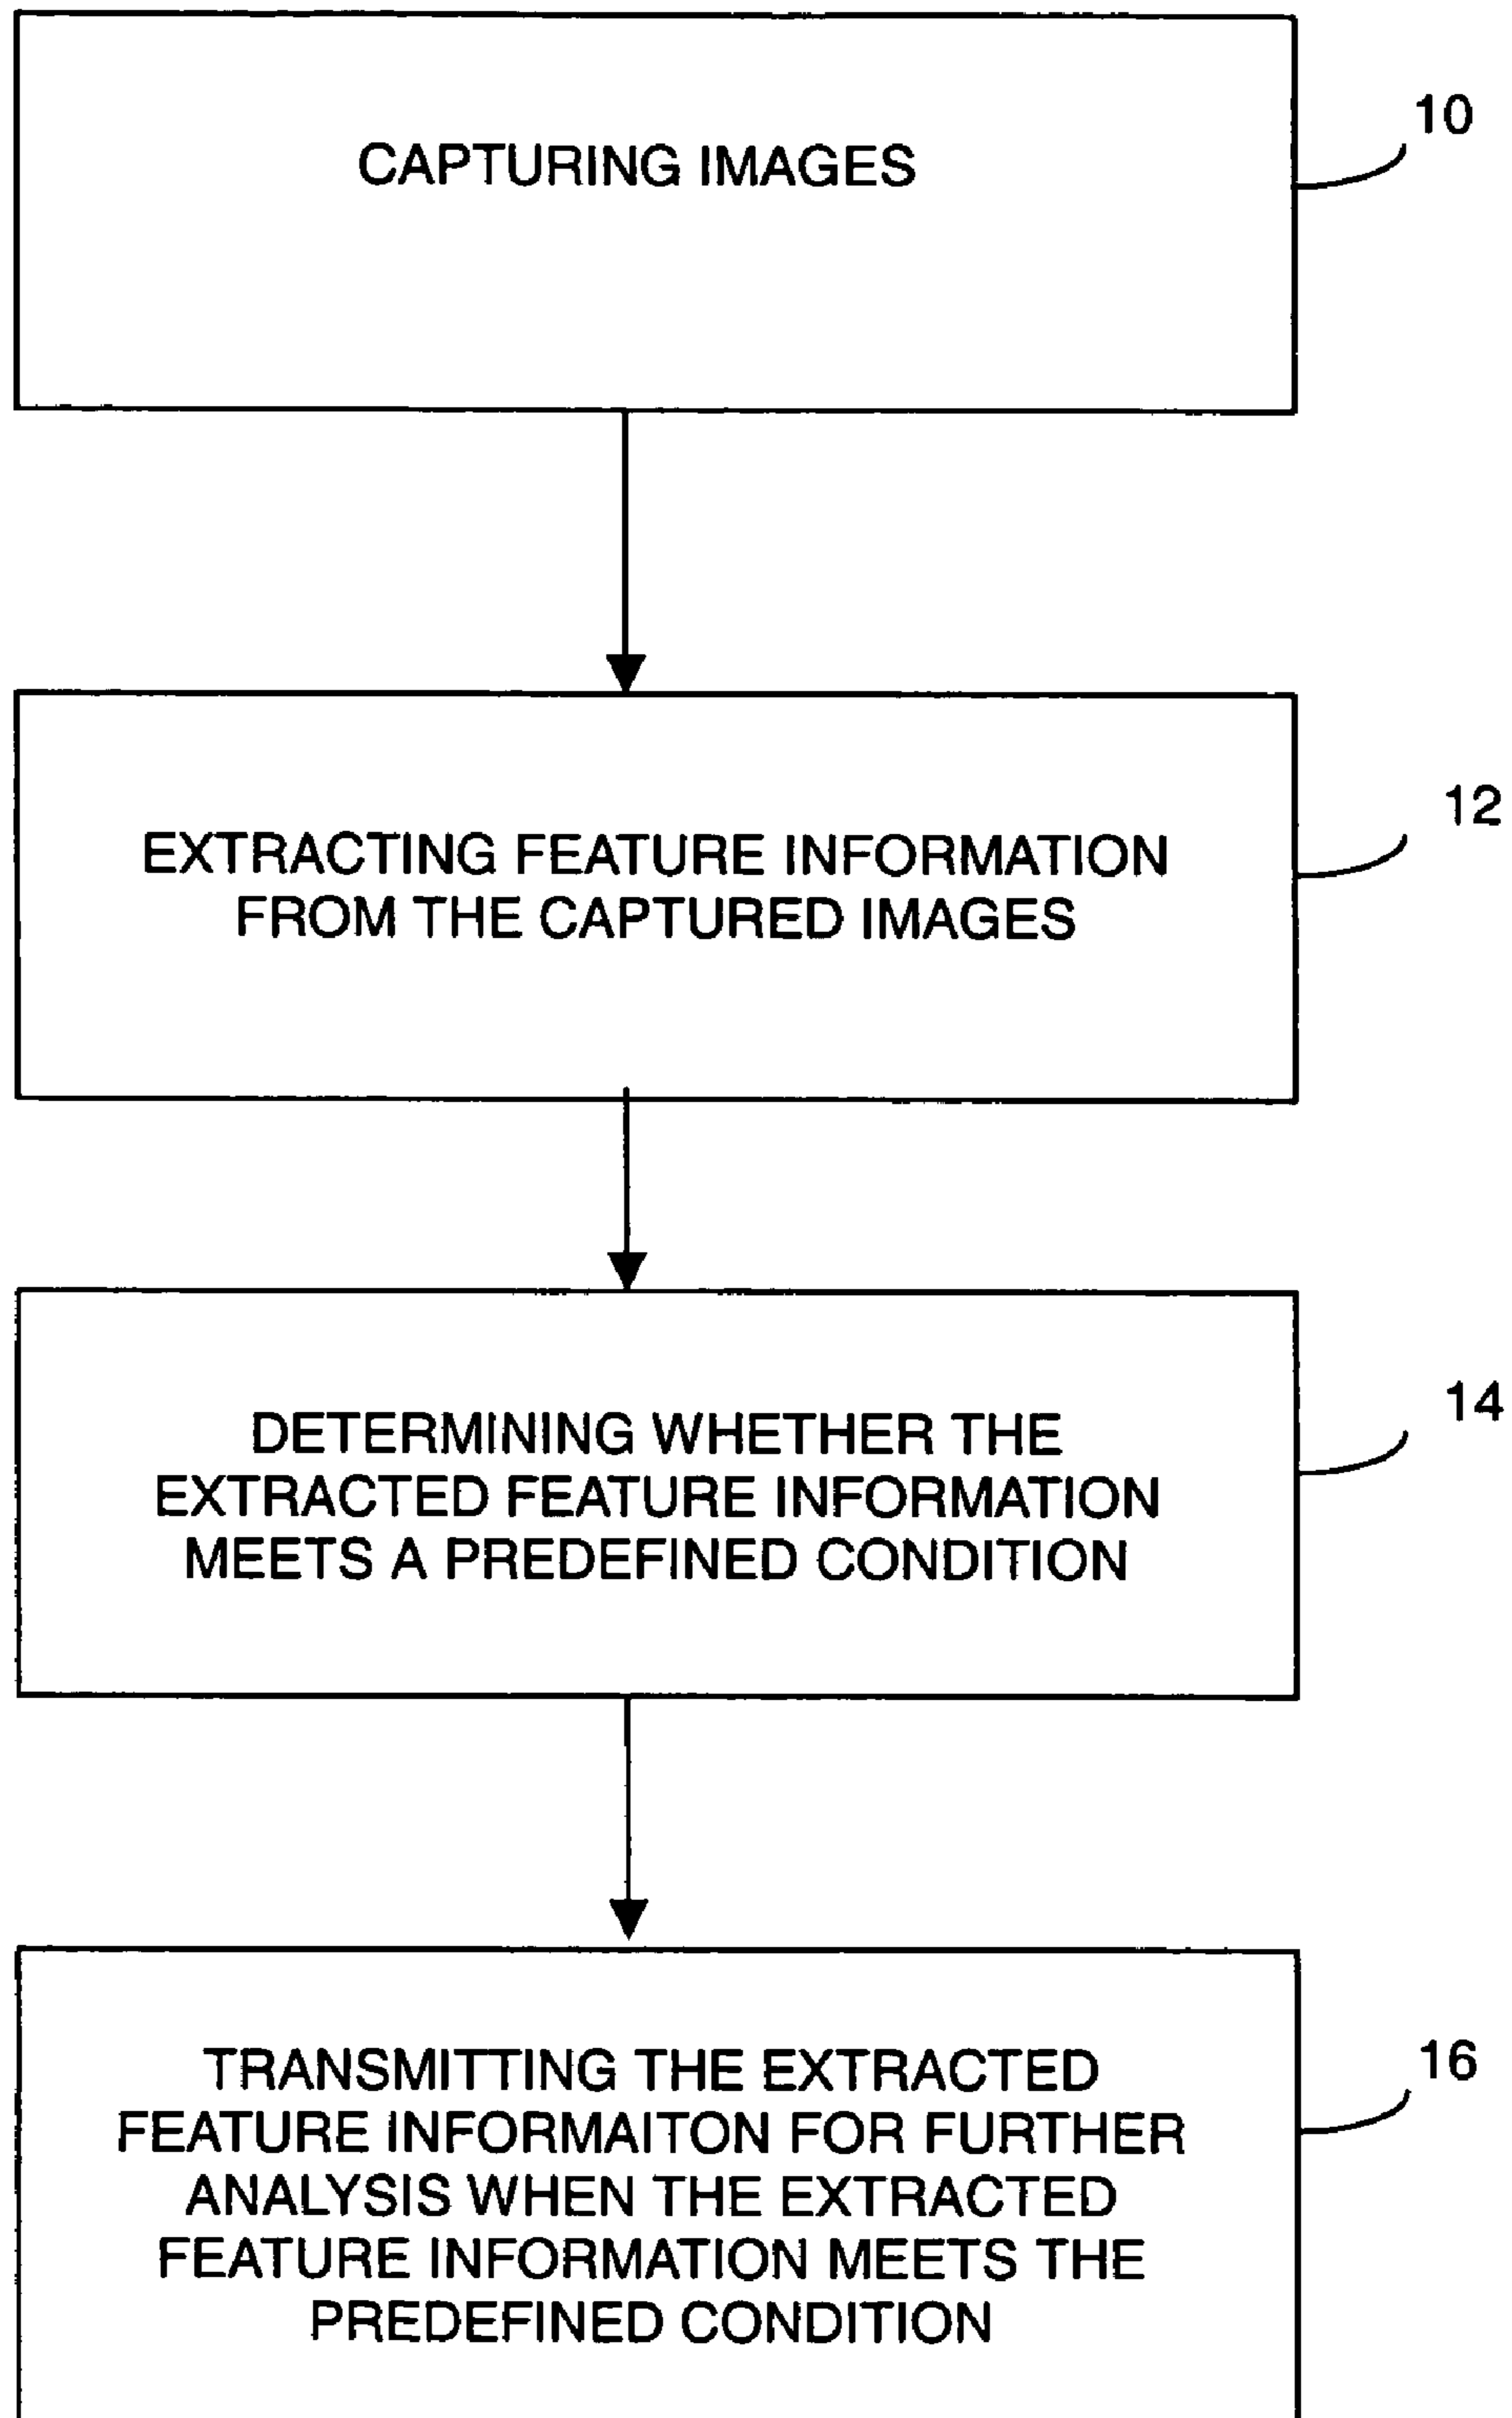 CAPTURING IMAGES
10
EXTRACTING FEATURE INFORMATION
FROM THE CAPTURED IMAGES
12
DETERMINING WHETHER THE
EXTRACTED FEATURE INFORMATION
MEETS A PREDEFINED CONDITION
14
TRANSMITTING THE EXTRACTED
FEATURE INFORMAITON FOR FURTHER
ANALYSIS WHEN THE EXTRACTED
FEATURE INFORMATION MEETS THE
PREDEFINED CONDITION
16